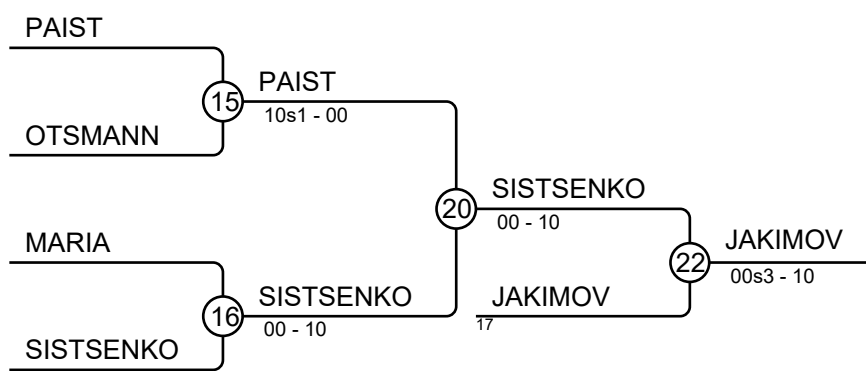 PAIST
15
PAIST
10s1 - 00
OTSMANN
20
SISTSENKO
00 - 10
MARIA
22
JAKIMOV
00s3 - 10
16
SISTSENKO
00 - 10
JAKIMOV
17
SISTSENKO